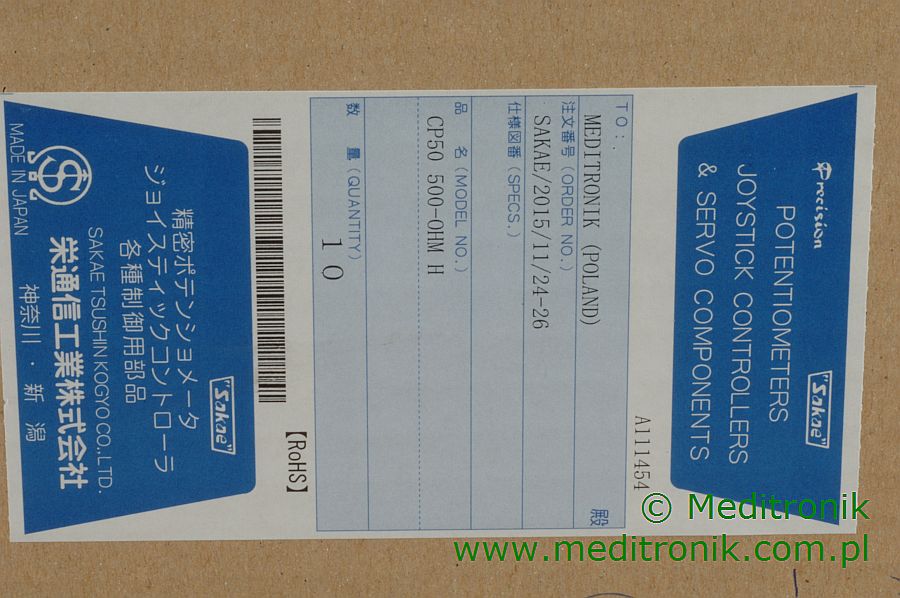 Precision
POTENTIOMETERS
JOYSTICK CONTROLLERS
& SERVO COMPONENTS
"Sakae"
A111454
TO:.
MEDITRONIK (POLAND)
殿
注文番号(ORDER NO.)
SAKAE/2015/11/24-26
仕様図番(SPECS.)
品 名(MODEL NO.)
CP50 500-OHM H
数 量(QUANTITY)
10
【RoHS】
"Sakae"
精密ポテンショメータ
ジョイスティックコントローラ
各種制御用部品
SAKAE TSUSHIN KOGYO CO.,LTD.
栄通信工業株式会社
神奈川・新潟
MADE IN JAPAN
© Meditronik
www.meditronik.com.pl